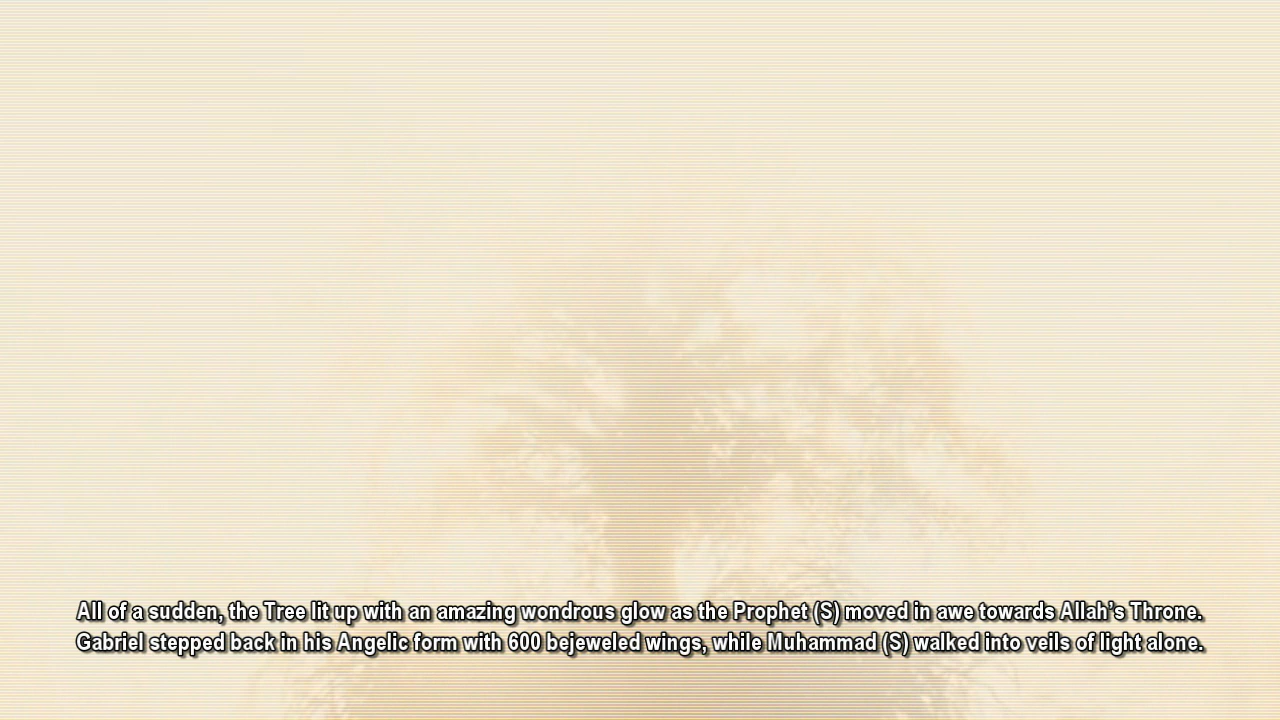 All of a sudden, the Tree lit up with an amazing wondrous glow as the Prophet (S) moved in awe towards Allah's Throne.
Gabriel stepped back in his Angelic form with 600 bejeweled wings, while Muhammad (S) walked into veils of light alone.